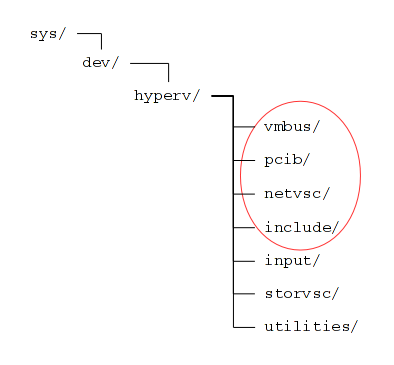 sys/
dev/
hyperv/
vmbus/
pcib/
netvsc/
include/
input/
storvsc/
utilities/